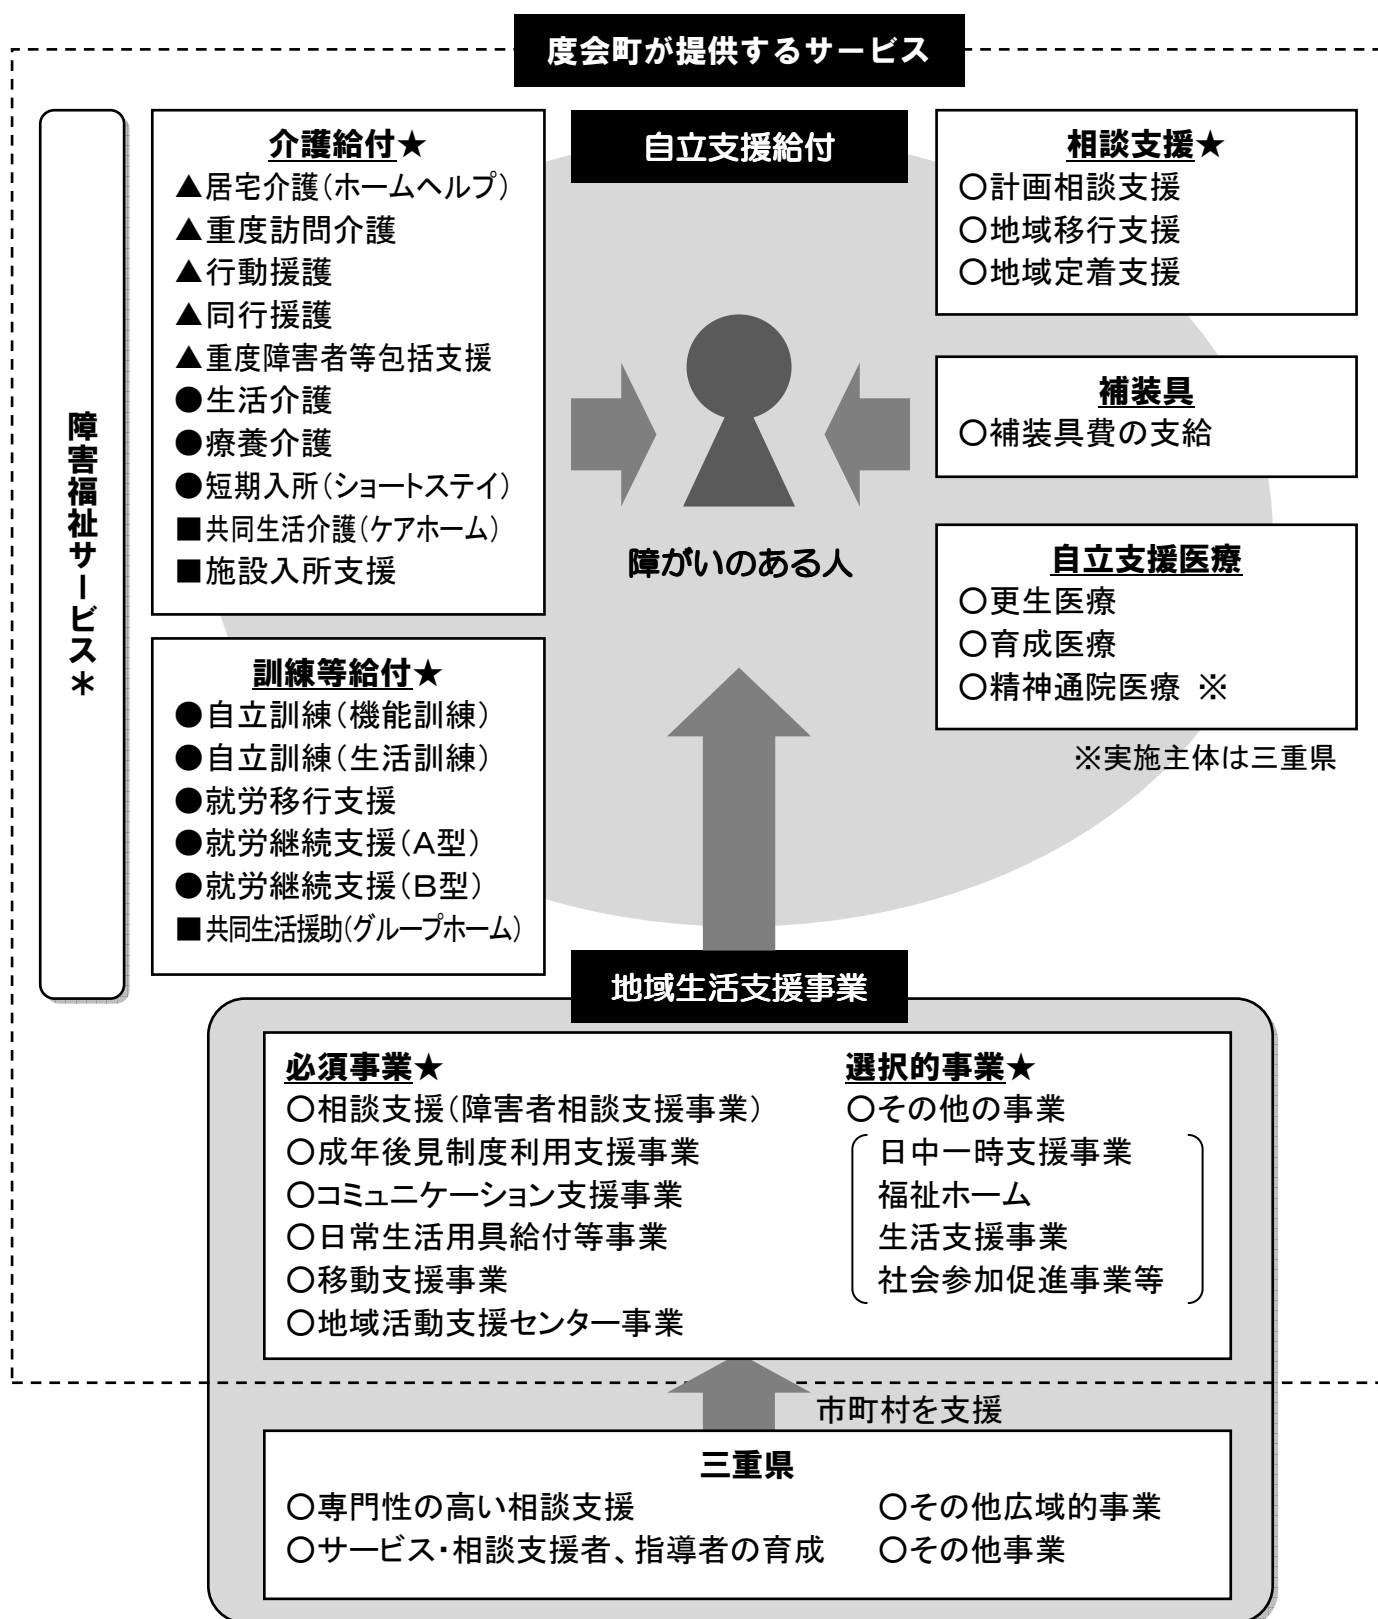 度会町が提供するサービス
障害福祉サービス＊
介護給付★
▲居宅介護（ホームヘルプ）
▲重度訪問介護
▲行動援護
▲同行援護
▲重度障害者等包括支援
●生活介護
●療養介護
●短期入所（ショートステイ）
■共同生活介護（ケアホーム）
■施設入所支援
訓練等給付★
●自立訓練（機能訓練）
●自立訓練（生活訓練）
●就労移行支援
●就労継続支援（Ａ型）
●就労継続支援（Ｂ型）
■共同生活援助（グループホーム）
自立支援給付
障がいのある人
相談支援★
○計画相談支援
○地域移行支援
○地域定着支援
補装具
○補装具費の支給
自立支援医療
○更生医療
○育成医療
○精神通院医療 ※
※実施主体は三重県
地域生活支援事業
必須事業★
○相談支援（障害者相談支援事業）
○成年後見制度利用支援事業
○コミュニケーション支援事業
○日常生活用具給付等事業
○移動支援事業
○地域活動支援センター事業
選択的事業★
○その他の事業
日中一時支援事業
福祉ホーム
生活支援事業
社会参加促進事業等
市町村を支援
三重県
○専門性の高い相談支援
○サービス・相談支援者、指導者の育成
○その他広域的事業
○その他事業